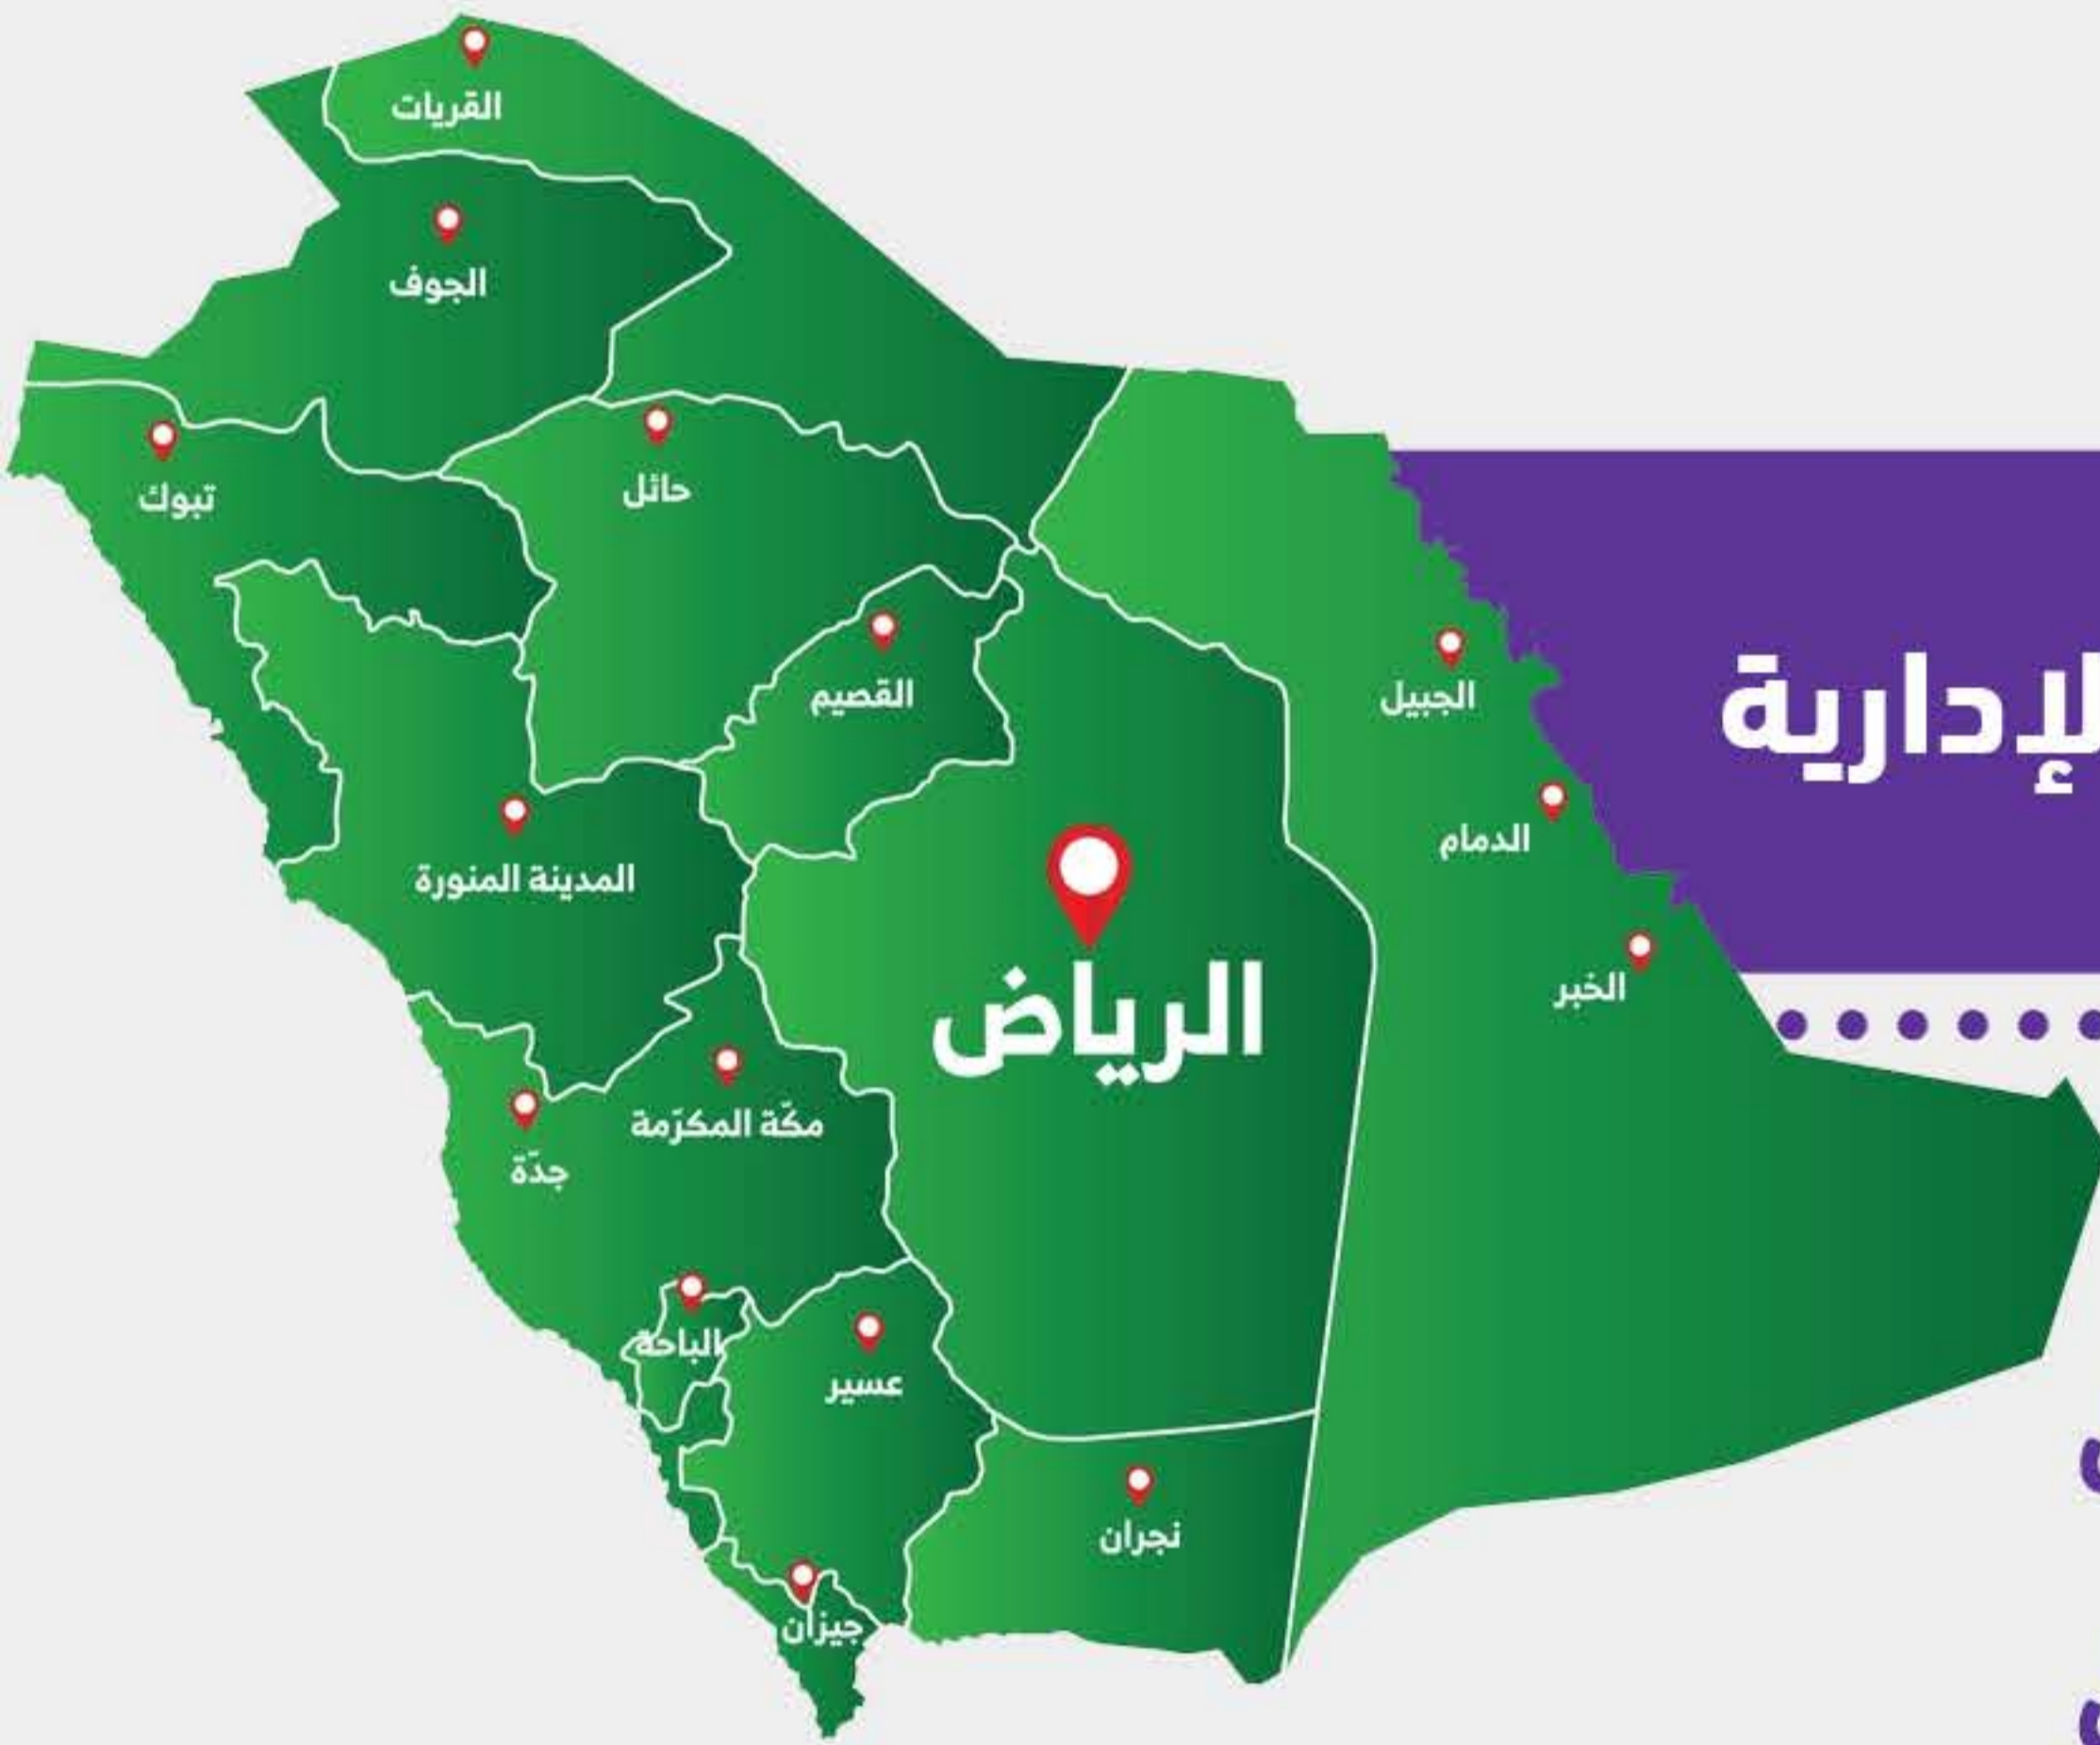 القريات
الجوف
تبوك
حائل
القصيم
الجبيل
لإدارية
الدمام
المدينة المنورة
الخبر
الرياض
مكّة المكرّمة
جدّة
الباحة
عسير
نجران
جيزان